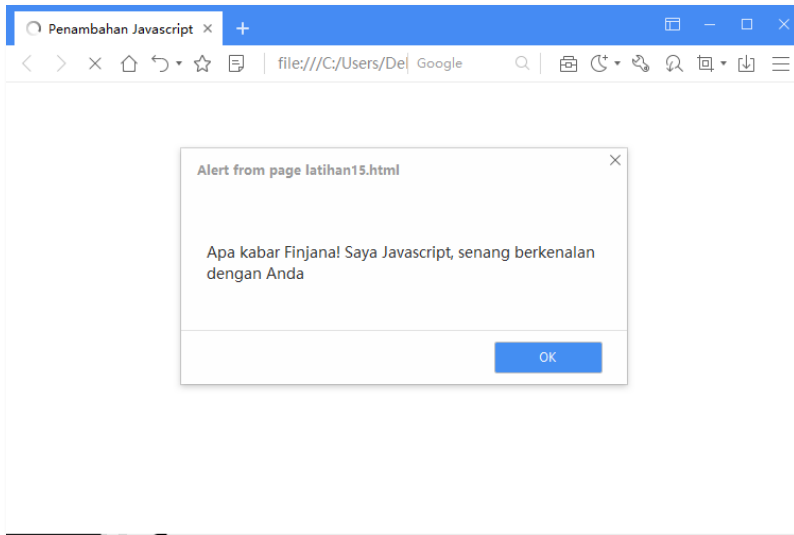 Penambahan Javascript
file:///C:/Users/De Google
Alert from page latihan15.html
Apa kabar Finjana! Saya Javascript, senang berkenalan
dengan Anda
OK